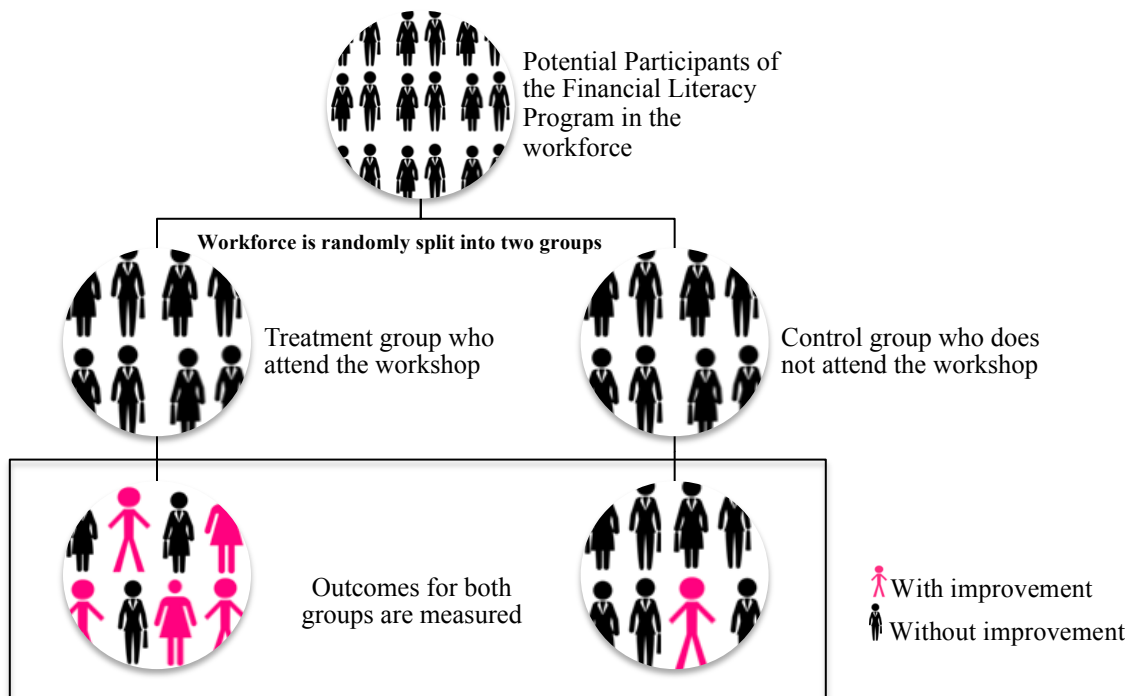 Potential Participants of
the Financial Literacy
Program in the
workforce
Workforce is randomly split into two groups
Treatment group who
attend the workshop
Control group who does
not attend the workshop
Outcomes for both
groups are measured
With improvement
Without improvement